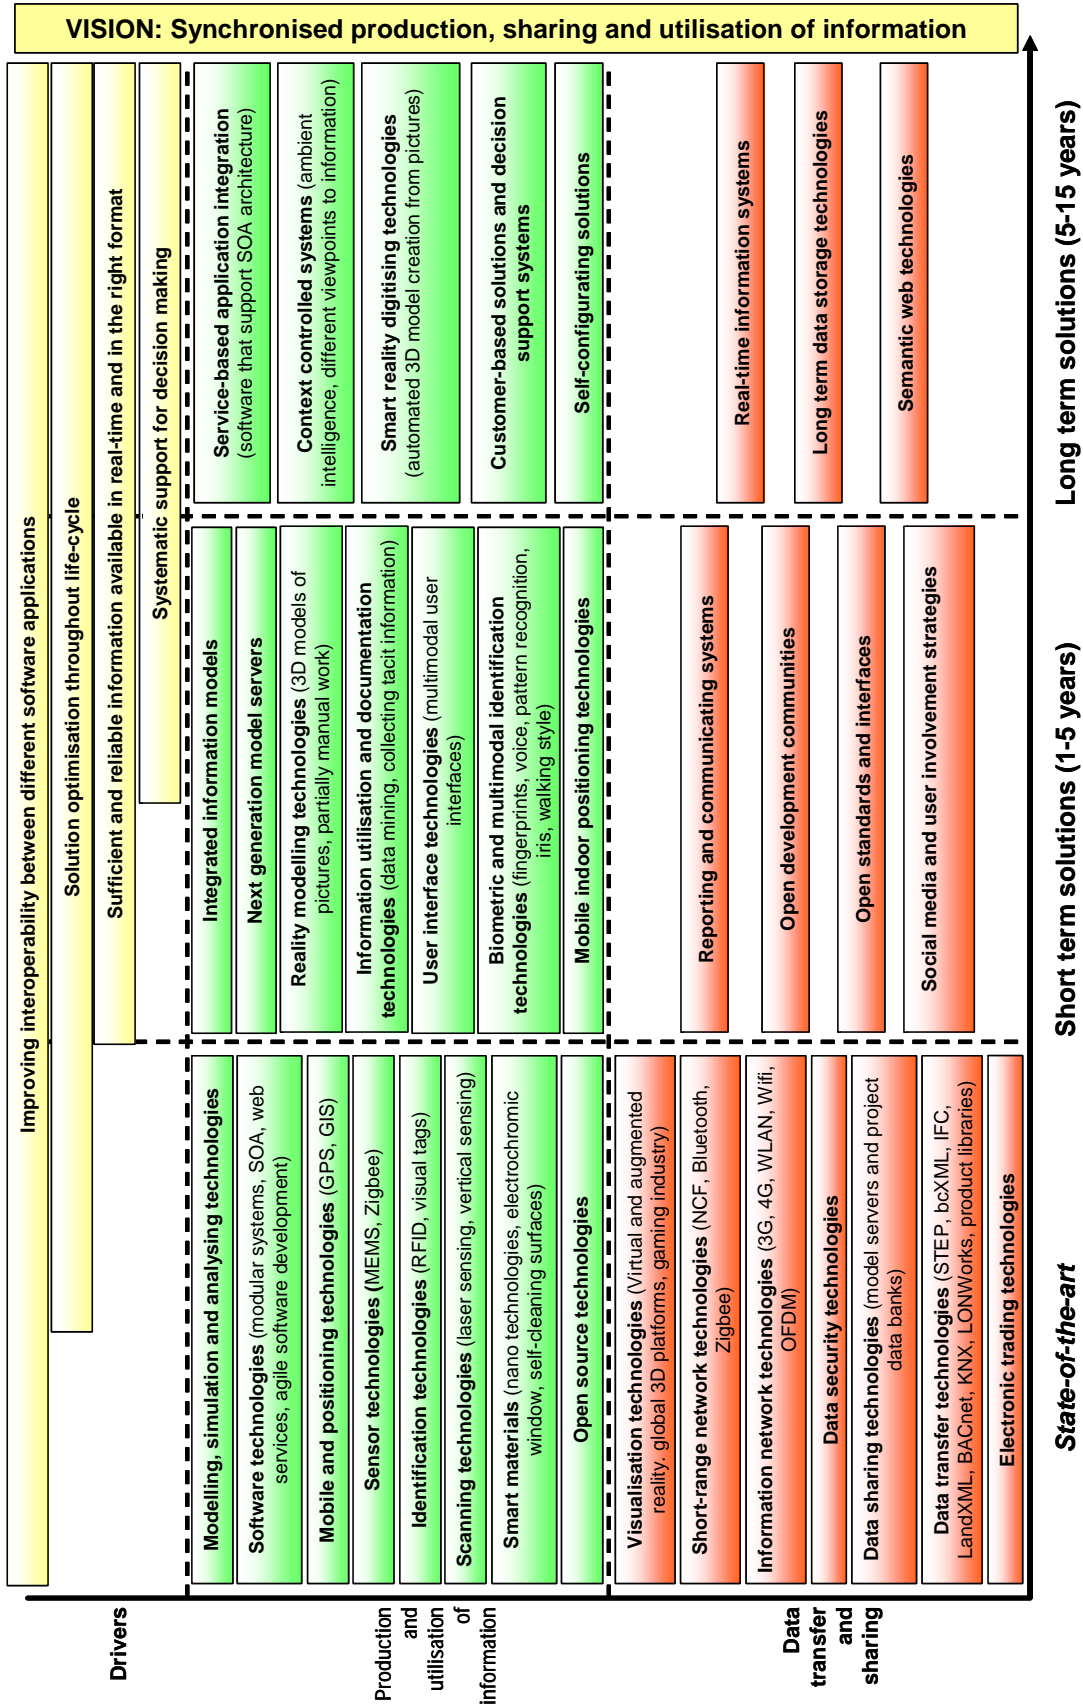 VISION: Synchronised production, sharing and utilisation of information
Drivers
Improving interoperability between different software applications
Solution optimisation throughout life-cycle
Sufficient and reliable information available in real-time and in the right format
Systematic support for decision making
Production
and
utilisation
of
information
Modelling, simulation and analysing technologies
Software technologies (modular systems, SOA, web
services, agile software development)
Mobile and positioning technologies (GPS, GIS)
Sensor technologies (MEMS, Zigbee)
Identification technologies (RFID, visual tags)
Scanning technologies (laser sensing, vertical sensing)
Smart materials (nano technologies, electrochromic
window, self-cleaning surfaces)
Open source technologies
Integrated information models
Next generation model servers
Reality modelling technologies (3D models of
pictures, partially manual work)
Information utilisation and documentation
technologies (data mining, collecting tacit information)
User interface technologies (multimodal user
interfaces)
Biometric and multimodal identification
technologies (fingerprints, voice, pattern recognition,
iris, walking style)
Mobile indoor positioning technologies
Service-based application integration
(software that support SOA architecture)
Context controlled systems (ambient
intelligence, different viewpoints to information)
Smart reality digitising technologies
(automated 3D model creation from pictures)
Customer-based solutions and decision
support systems
Self-configurating solutions
Data
transfer
and
sharing
Visualisation technologies (Virtual and augmented
reality. global 3D platforms, gaming industry)
Short-range network technologies (NCF, Bluetooth,
Zigbee)
Information network technologies (3G, 4G, WLAN, Wifi,
OFDM)
Data security technologies
Data sharing technologies (model servers and project
data banks)
Data transfer technologies (STEP, bcXML, IFC,
LandXML, BACnet, KNX, LONWorks, product libraries)
Electronic trading technologies
Reporting and communicating systems
Open development communities
Open standards and interfaces
Social media and user involvement strategies
Real-time information systems
Long term data storage technologies
Semantic web technologies
State-of-the-art
Short term solutions (1-5 years)
Long term solutions (5-15 years)